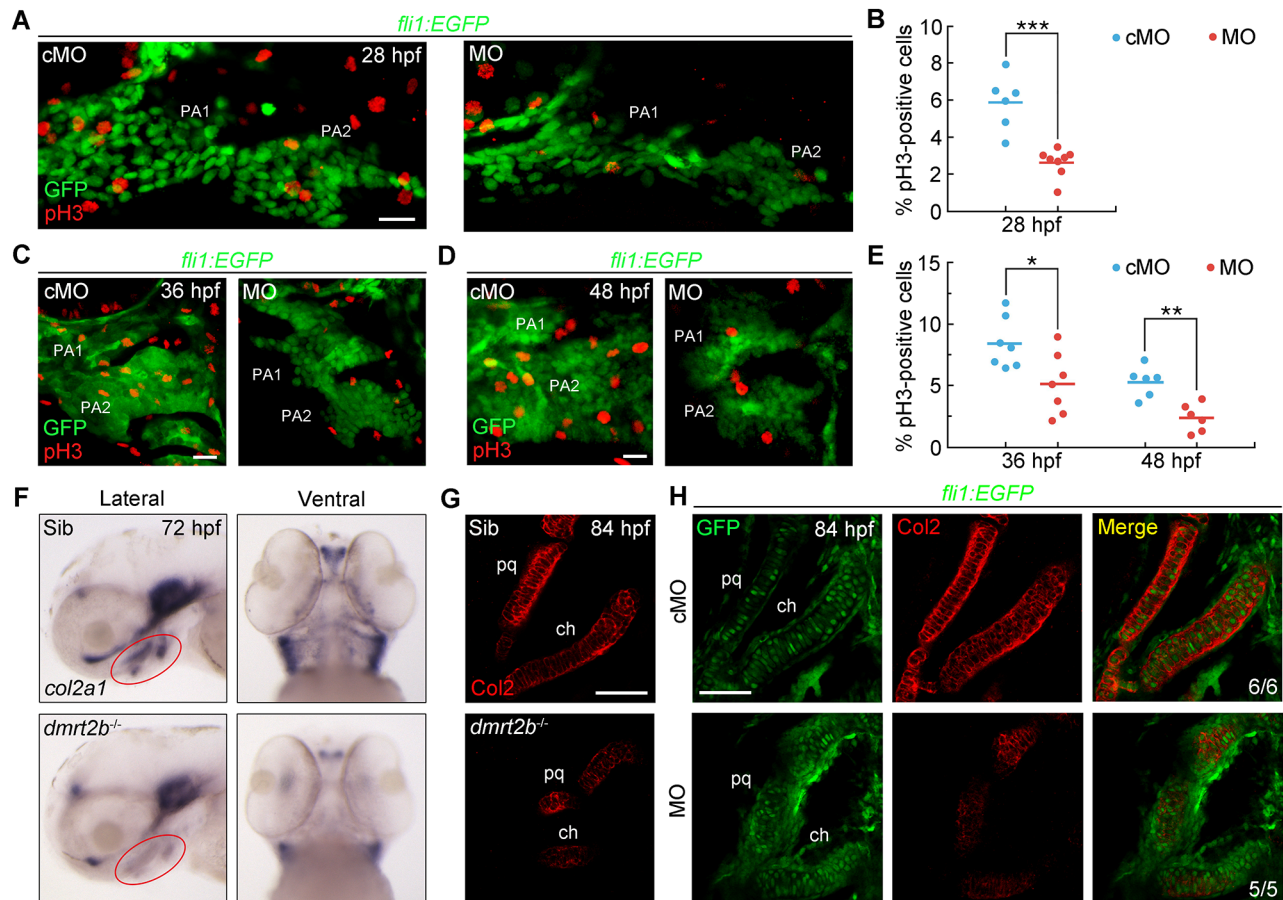 A
fli1:EGFP
cMO 28 hpf
PA1
PA2
GFP
pH3
MO
PA1
PA2
B
cMO MO
***
% pH3-positive cells
10
8
6
4
2
0
28 hpf
C
fli1:EGFP
cMO 36 hpf
PA1
PA2
GFP
pH3
MO
PA1
PA2
D
fli1:EGFP
cMO 48 hpf
PA1
PA2
GFP
pH3
MO
PA1
PA2
E
cMO MO
*
**
% pH3-positive cells
15
10
5
0
36 hpf 48 hpf
F
Lateral Ventral
Sib 72 hpf
col2a1
dmrt2b-/-
G
Sib 84 hpf
pq
ch
Col2
dmrt2b-/-
pq
ch
H
fli1:EGFP
cMO
GFP 84 hpf
pq
ch
Col2
Merge
6/6
MO
pq
ch
5/5